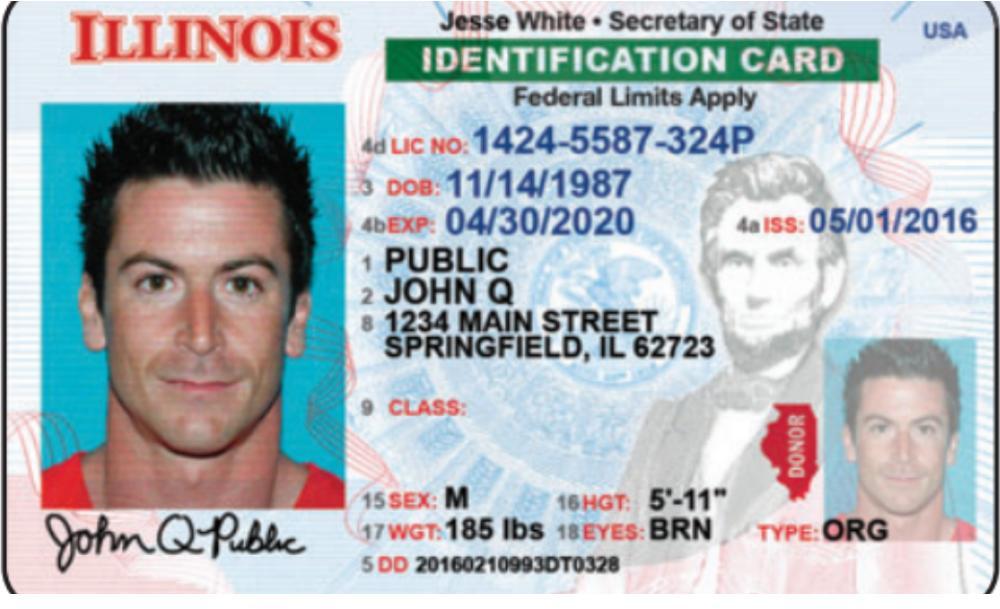 ILLINOIS
Jesse White • Secretary of State
USA
IDENTIFICATION CARD
Federal Limits Apply
4d LIC NO: 1424-5587-324P
3 DOB: 11/14/1987
4b EXP: 04/30/2020 4a ISS: 05/01/2016
1 PUBLIC
2 JOHN Q
8 1234 MAIN STREET
SPRINGFIELD, IL 62723
9 CLASS:
DONOR
15 SEX: M 16 HGT: 5'-11"
17 WGT: 185 lbs 18 EYES: BRN TYPE: ORG
5 DD 20160210993DT0328
John Q Public